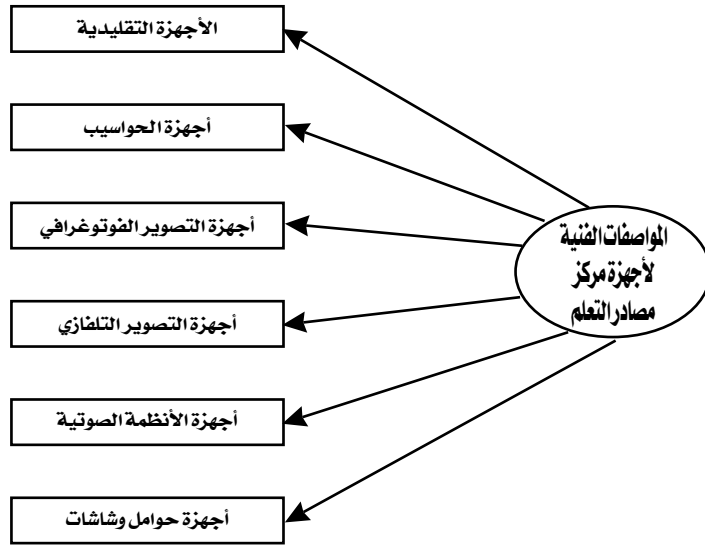 المواصفات الفنية
لأجهزة مركز
مصادر التعلم
الأجهزة التقليدية
أجهزة الحواسيب
أجهزة التصوير الفوتوغرافي
أجهزة التصوير التلفازي
أجهزة الأنظمة الصوتية
أجهزة حوامل وشاشات